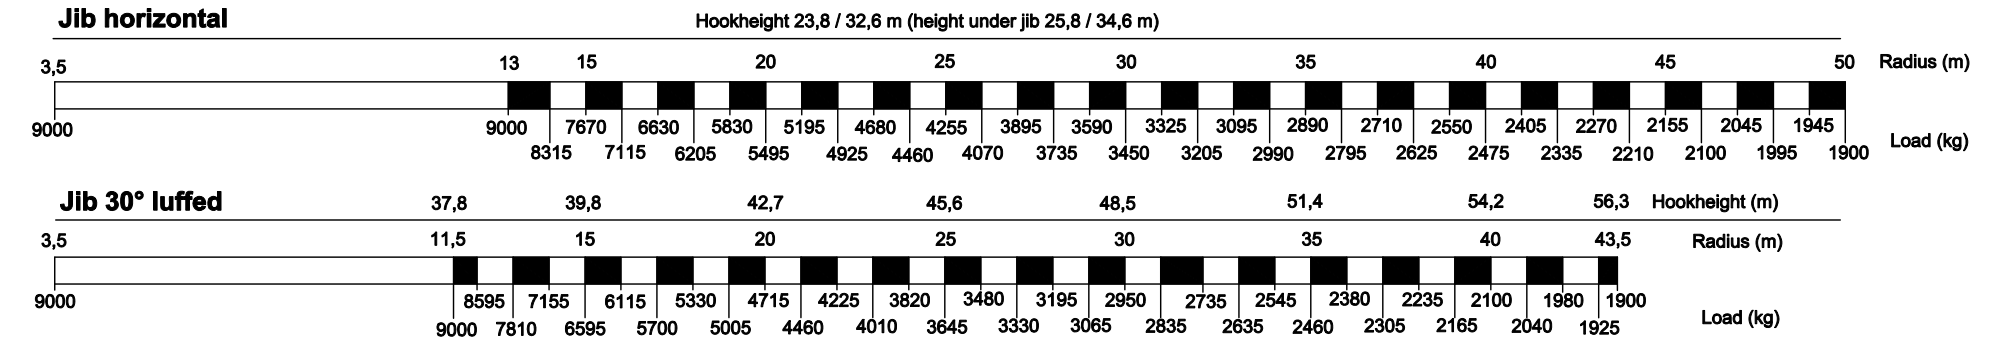 Jib horizontal
Hookheight 23,8 / 32,6 m (height under jib 25,8 / 34,6 m)
3,5 13 15 20 25 30 35 40 45 50 Radius (m)
9000 9000 7670 6630 5830 5195 4680 4255 3895 3590 3325 3095 2890 2710 2550 2405 2270 2155 2045 1945
8315 7115 6205 5495 4925 4460 4070 3735 3450 3205 2990 2795 2625 2475 2335 2210 2100 1995 1900 Load (kg)
Jib 30° luffed
37,8 39,8 42,7 45,6 48,5 51,4 54,2 56,3 Hookheight (m)
3,5 11,5 15 20 25 30 35 40 43,5 Radius (m)
9000 8595 7155 6115 5330 4715 4225 3820 3480 3195 2950 2735 2545 2380 2235 2100 1980 1900
9000 7810 6595 5700 5005 4460 4010 3645 3330 3065 2835 2635 2460 2305 2165 2040 1925 Load (kg)